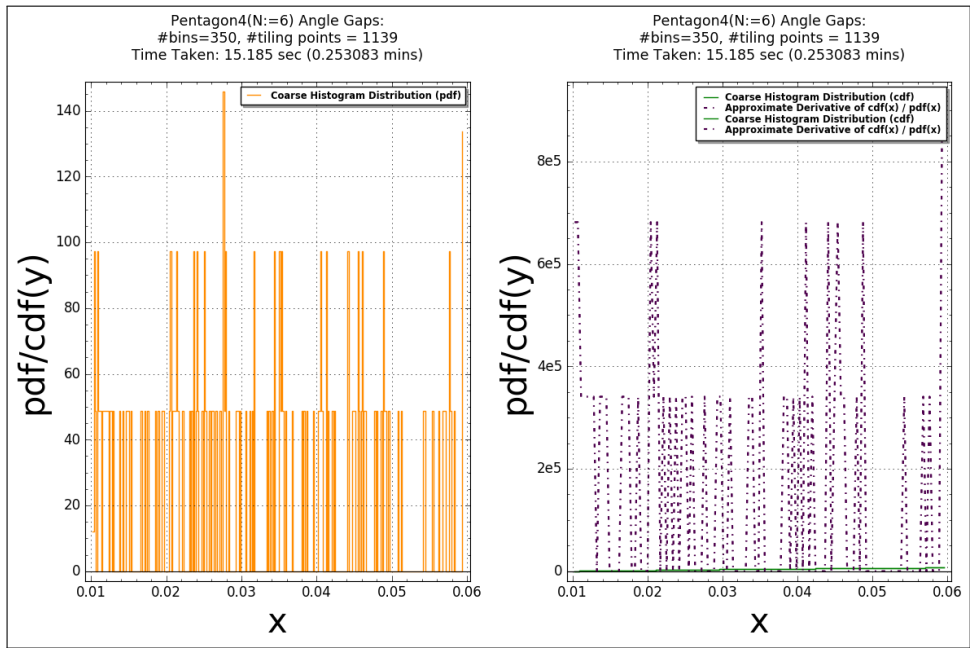 Pentagon4(N:=6) Angle Gaps:
#bins=350, #tiling points = 1139
Time Taken: 15.185 sec (0.253083 mins)
Coarse Histogram Distribution (pdf)
140
120
100
80
60
40
20
0
pdf/cdf(y)
0.01 0.02 0.03 0.04 0.05 0.06
x
Pentagon4(N:=6) Angle Gaps:
#bins=350, #tiling points = 1139
Time Taken: 15.185 sec (0.253083 mins)
Coarse Histogram Distribution (cdf)
Approximate Derivative of cdf(x) / pdf(x)
Coarse Histogram Distribution (cdf)
Approximate Derivative of cdf(x) / pdf(x)
8e5
6e5
4e5
2e5
0
pdf/cdf(y)
0.01 0.02 0.03 0.04 0.05 0.06
x